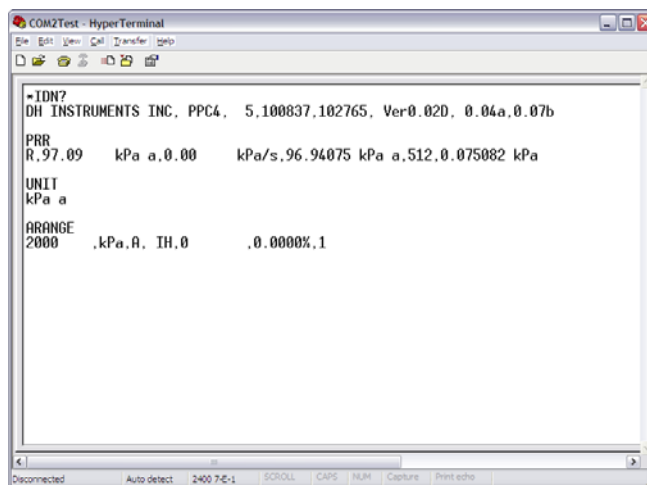 COM2Test - HyperTerminal
File Edit View Call Transfer Help
*IDN?
DH INSTRUMENTS INC, PPC4,  5,100837,102765, Ver0.02D, 0.04a,0.07b
PRR
R,97.09    kPa a,0.00     kPa/s,96.94075 kPa a,512,0.075082 kPa
UNIT
kPa a
ARANGE
2000    ,kPa,A, IH,0      ,0.0000%,1
Disconnected Auto detect 2400 7-E-1 SCROLL CAPS NUM Capture Print echo